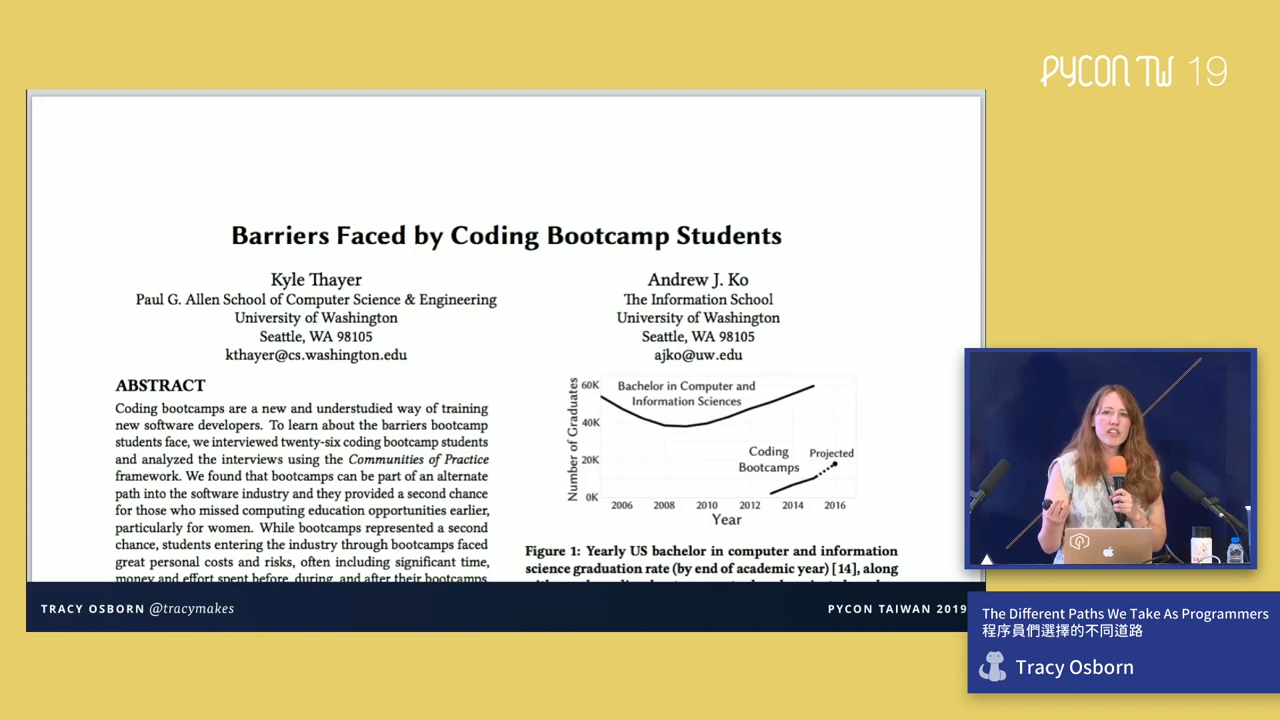 PYCON TW 19
Barriers Faced by Coding Bootcamp Students
Kyle Thayer
Paul G. Allen School of Computer Science & Engineering
University of Washington
Seattle, WA 98105
kthayer@cs.washington.edu
Andrew J. Ko
The Information School
University of Washington
Seattle, WA 98105
ajko@uw.edu
ABSTRACT
Coding bootcamps are a new and understudied way of training
new software developers. To learn about the barriers bootcamp
students face, we interviewed twenty-six coding bootcamp students
and analyzed the interviews using the Communities of Practice
framework. We found that bootcamps can be part of an alternate
path into the software industry and they provided a second chance
for those who missed computing education opportunities earlier,
particularly for women. While bootcamps represented a second
chance, students entering the industry through bootcamps faced
great personal costs and risks, often including significant time,
money and effort spent before, during, and after their bootcamps.
Number of Graduates
60K
40K
20K
0K
Bachelor in Computer and
Information Sciences
Coding
Bootcamps
Projected
2006 2008 2010 2012 2014 2016
Year
Figure 1: Yearly US bachelor in computer and information
science graduation rate (by end of academic year) [14], along
TRACY OSBORN @tracymakes
PYCON TAIWAN 2019
The Different Paths We Take As Programmers
程序員們選擇的不同道路
Tracy Osborn